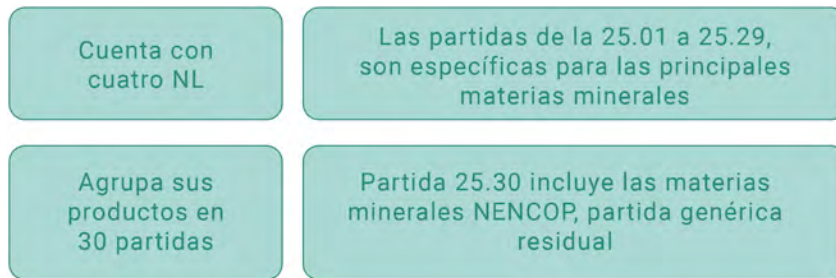 Cuenta con
cuatro NL
Las partidas de la 25.01 a 25.29,
son específicas para las principales
materias minerales
Agrupa sus
productos en
30 partidas
Partida 25.30 incluye las materias
minerales NENCOP, partida genérica
residual